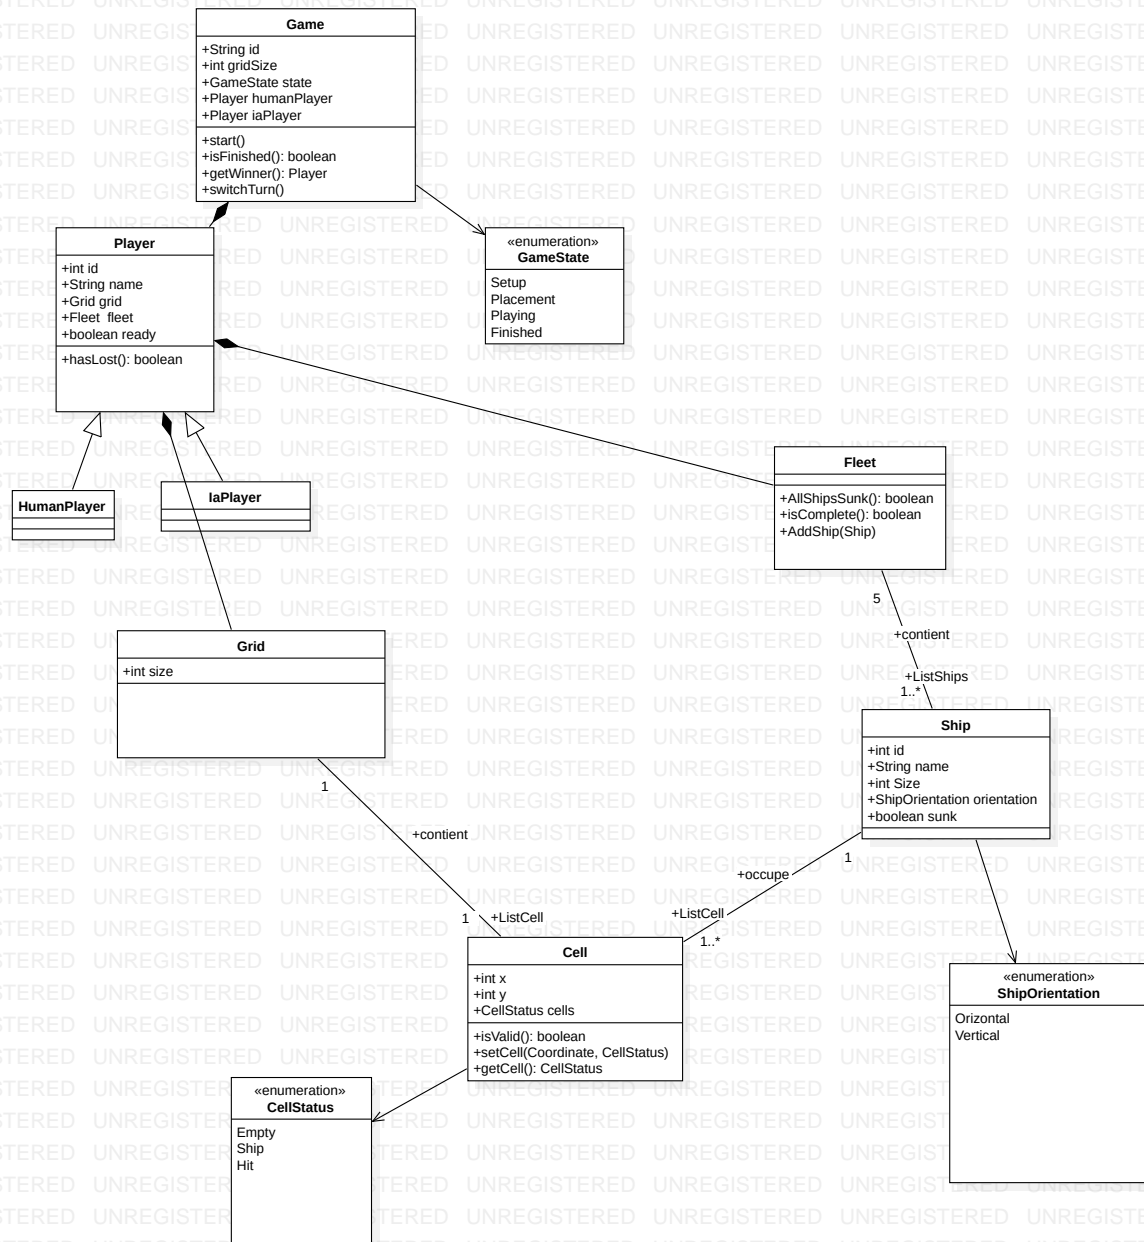 Game
+String id
+int gridSize
+GameState state
+Player humanPlayer
+Player iaPlayer
+start()
+isFinished(): boolean
+getWinner(): Player
+switchTurn()
Player
+int id
+String name
+Grid grid
+Fleet fleet
+boolean ready
+hasLost(): boolean
«enumeration»
GameState
Setup
Placement
Playing
Finished
HumanPlayer
IaPlayer
Fleet
+AllShipsSunk(): boolean
+isComplete(): boolean
+AddShip(Ship)
5
+contient
+ListShips
1..*
Grid
+int size
Ship
+int id
+String name
+int Size
+ShipOrientation orientation
+boolean sunk
1
+contient
1
+ListCell
1
+occupe
+ListCell
1..*
Cell
+int x
+int y
+CellStatus cells
+isValid(): boolean
+setCell(Coordinate, CellStatus)
+getCell(): CellStatus
«enumeration»
ShipOrientation
Orizontal
Vertical
«enumeration»
CellStatus
Empty
Ship
Hit
UNREGISTERED